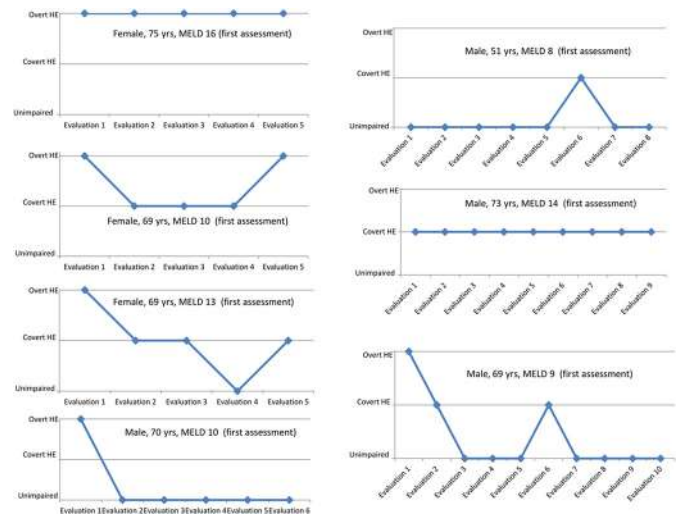 Overt HE
Female, 75 yrs, MELD 16 (first assessment)
Covert HE
Unimpaired
Evaluation 1 Evaluation 2 Evaluation 3 Evaluation 4 Evaluation 5
Overt HE
Covert HE
Female, 69 yrs, MELD 10 (first assessment)
Unimpaired
Evaluation 1 Evaluation 2 Evaluation 3 Evaluation 4 Evaluation 5
Overt HE
Female, 69 yrs, MELD 13 (first assessment)
Covert HE
Unimpaired
Evaluation 1 Evaluation 2 Evaluation 3 Evaluation 4 Evaluation 5
Overt HE
Male, 70 yrs, MELD 10 (first assessment)
Covert HE
Unimpaired
Evaluation 1 Evaluation 2 Evaluation 3 Evaluation 4 Evaluation 5 Evaluation 6
Overt HE
Male, 51 yrs, MELD 8 (first assessment)
Covert HE
Unimpaired
Evaluation 1 Evaluation 2 Evaluation 3 Evaluation 4 Evaluation 5 Evaluation 6 Evaluation 7 Evaluation 8
Overt HE
Male, 73 yrs, MELD 14 (first assessment)
Covert HE
Unimpaired
Evaluation 1 Evaluation 2 Evaluation 3 Evaluation 4 Evaluation 5 Evaluation 6 Evaluation 7 Evaluation 8 Evaluation 9
Overt HE
Male, 69 yrs, MELD 9 (first assessment)
Covert HE
Unimpaired
Evaluation 1 Evaluation 2 Evaluation 3 Evaluation 4 Evaluation 5 Evaluation 6 Evaluation 7 Evaluation 8 Evaluation 9 Evaluation 10